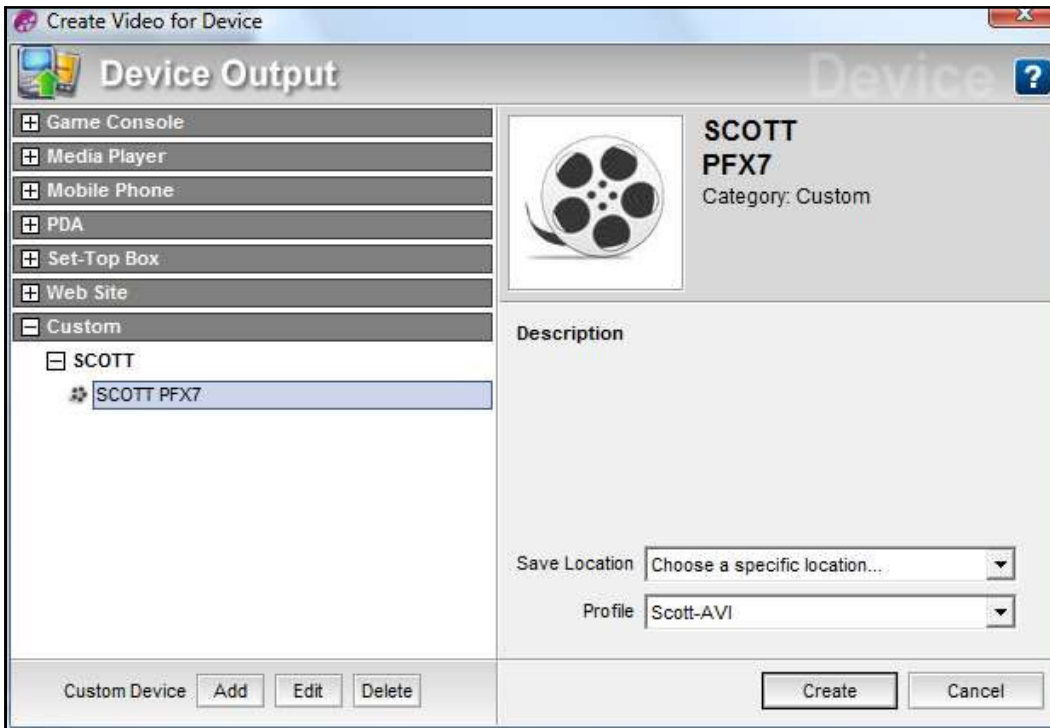 Create Video for Device
Device Output
Device
Game Console
Media Player
Mobile Phone
PDA
Set-Top Box
Web Site
Custom
SCOTT
SCOTT PFX7
SCOTT
PFX7
Category: Custom
Description
Save Location Choose a specific location...
Profile Scott-AVI
Custom Device Add Edit Delete
Create Cancel